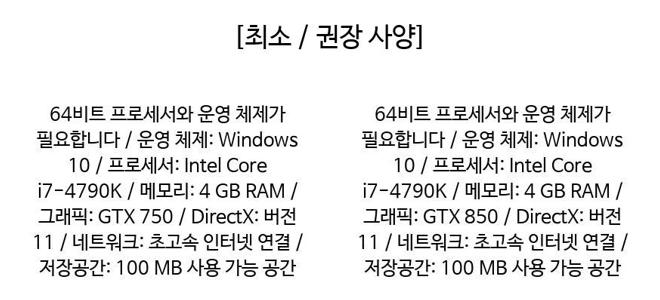 [최소 / 권장 사양]
64비트 프로세서와 운영 체제가
필요합니다 / 운영 체제: Windows
10 / 프로세서: Intel Core
i7-4790K / 메모리: 4 GB RAM /
그래픽: GTX 750 / DirectX: 버전
11 / 네트워크: 초고속 인터넷 연결 /
저장공간: 100 MB 사용 가능 공간
64비트 프로세서와 운영 체제가
필요합니다 / 운영 체제: Windows
10 / 프로세서: Intel Core
i7-4790K / 메모리: 4 GB RAM /
그래픽: GTX 850 / DirectX: 버전
11 / 네트워크: 초고속 인터넷 연결 /
저장공간: 100 MB 사용 가능 공간